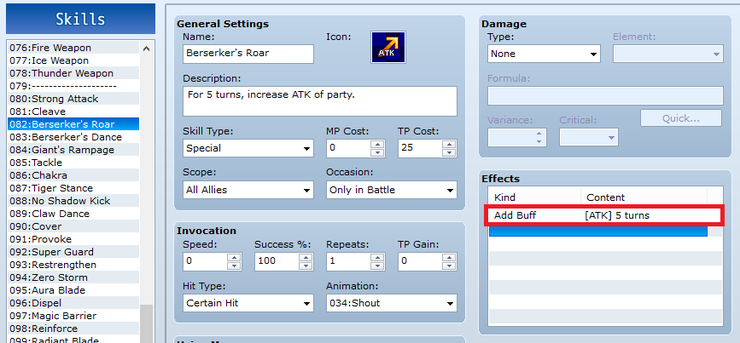 Skills
076:Fire Weapon
077:Ice Weapon
078:Thunder Weapon
079:--------------------
080:Strong Attack
081:Cleave
082:Berserker's Roar
083:Berserker's Dance
084:Giant's Rampage
085:Tackle
086:Chakra
087:Tiger Stance
088:No Shadow Kick
089:Claw Dance
090:Cover
091:Provoke
092:Super Guard
093:Restrengthen
094:Zero Storm
095:Aura Blade
096:Dispel
097:Magic Barrier
098:Reinforce
099:Radiant Blade
General Settings
Name: Icon:
Berserker's Roar ATK
Description:
For 5 turns, increase ATK of party.
Skill Type: MP Cost: TP Cost:
Special 0 25
Scope: Occasion:
All Allies Only in Battle
Invocation
Speed: Success %: Repeats: TP Gain:
0 100 1 0
Hit Type: Animation:
Certain Hit 034:Shout
Damage
Type: Element:
None
Formula:
Variance: Critical:
Quick...
Effects
Kind Content
Add Buff [ATK] 5 turns